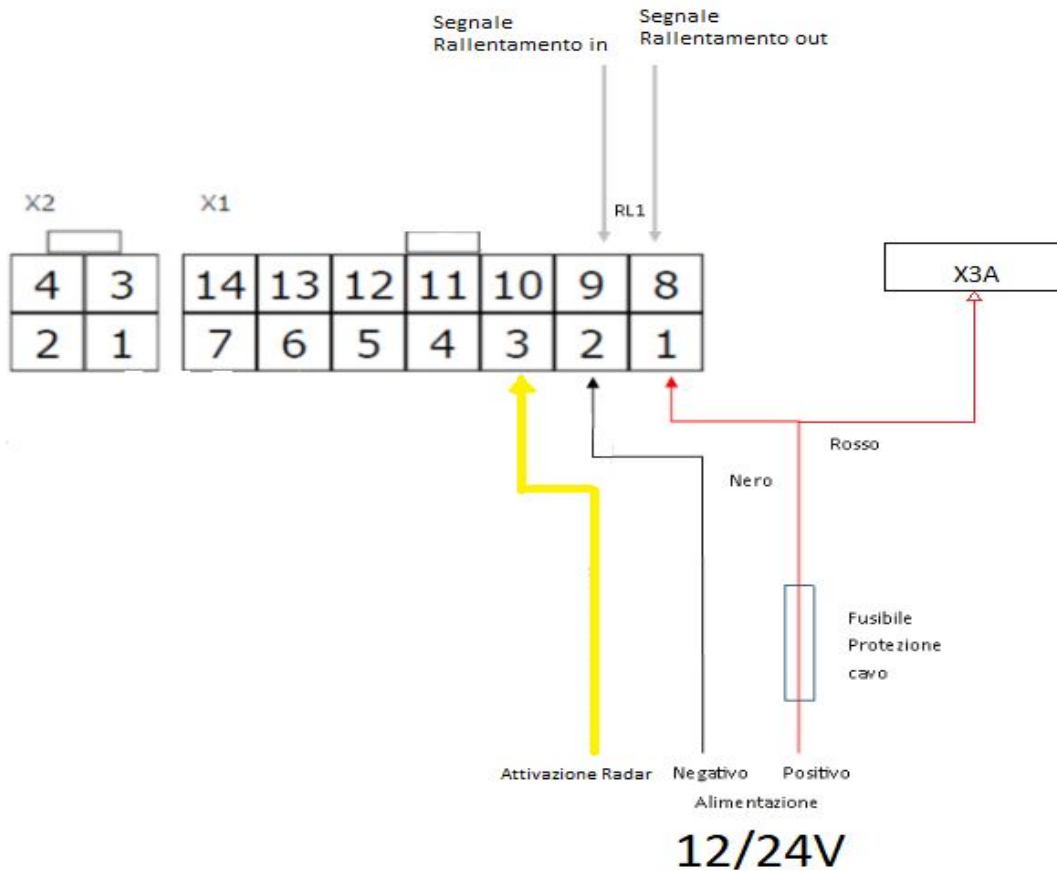 Segnale
Rallentamento in
Segnale
Rallentamento out
X2
X1
RL1
4 3
14 13 12 11 10 9 8
X3A
2 1
7 6 5 4 3 2 1
Rosso
Nero
Fusibile
Protezione
cavo
Attivazione Radar
Negativo
Positivo
Alimentazione
12/24V